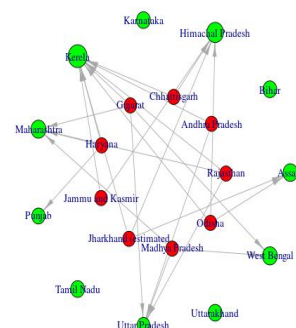 Karnataka
Himachal Pradesh
Kerela
Chhattisgarh
Bihar
Gujarat
Andhra Pradesh
Maharashtra
Haryana
Rajasthan
Assa
Jammu and Kasmir
Punjab
Odisha
Jharkhand (estimated
Madhya Pradesh
West Bengal
Tamil Nadu
Uttarakhand
Uttar Pradesh